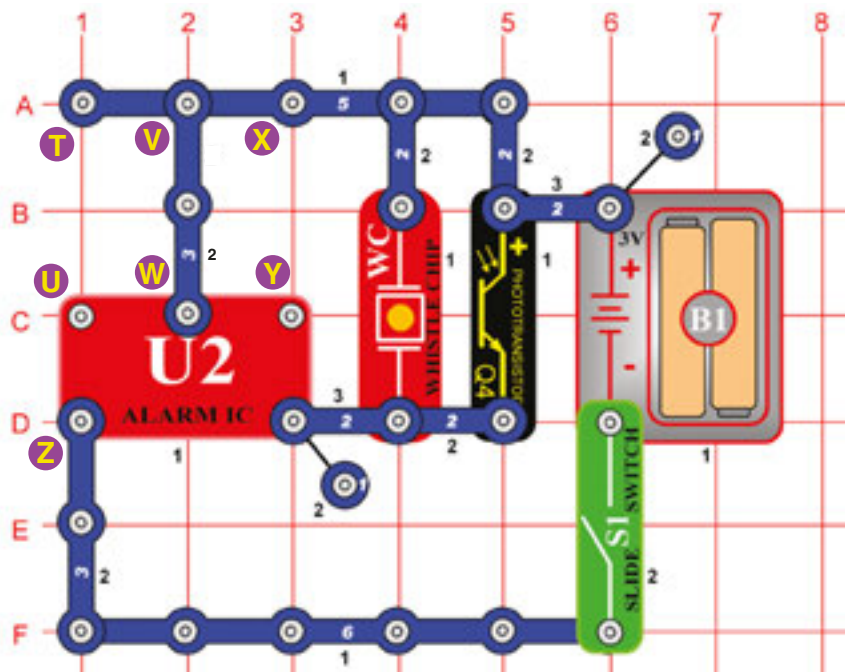 1 2 3 4 5 6 7 8
A
1
5
T V X
2 2
2 2
2 1
B
3
2
3V
+
-
B1
3 2
WC
WHISTLE CHIP
1
+
PHOTOTRANSISTOR
Q4
1
U W Y
C
U2
ALARM IC
1
D
3
2 2
2
1
Z
2 1
E
3 2
S1
SLIDE SWITCH
2
F
6
1